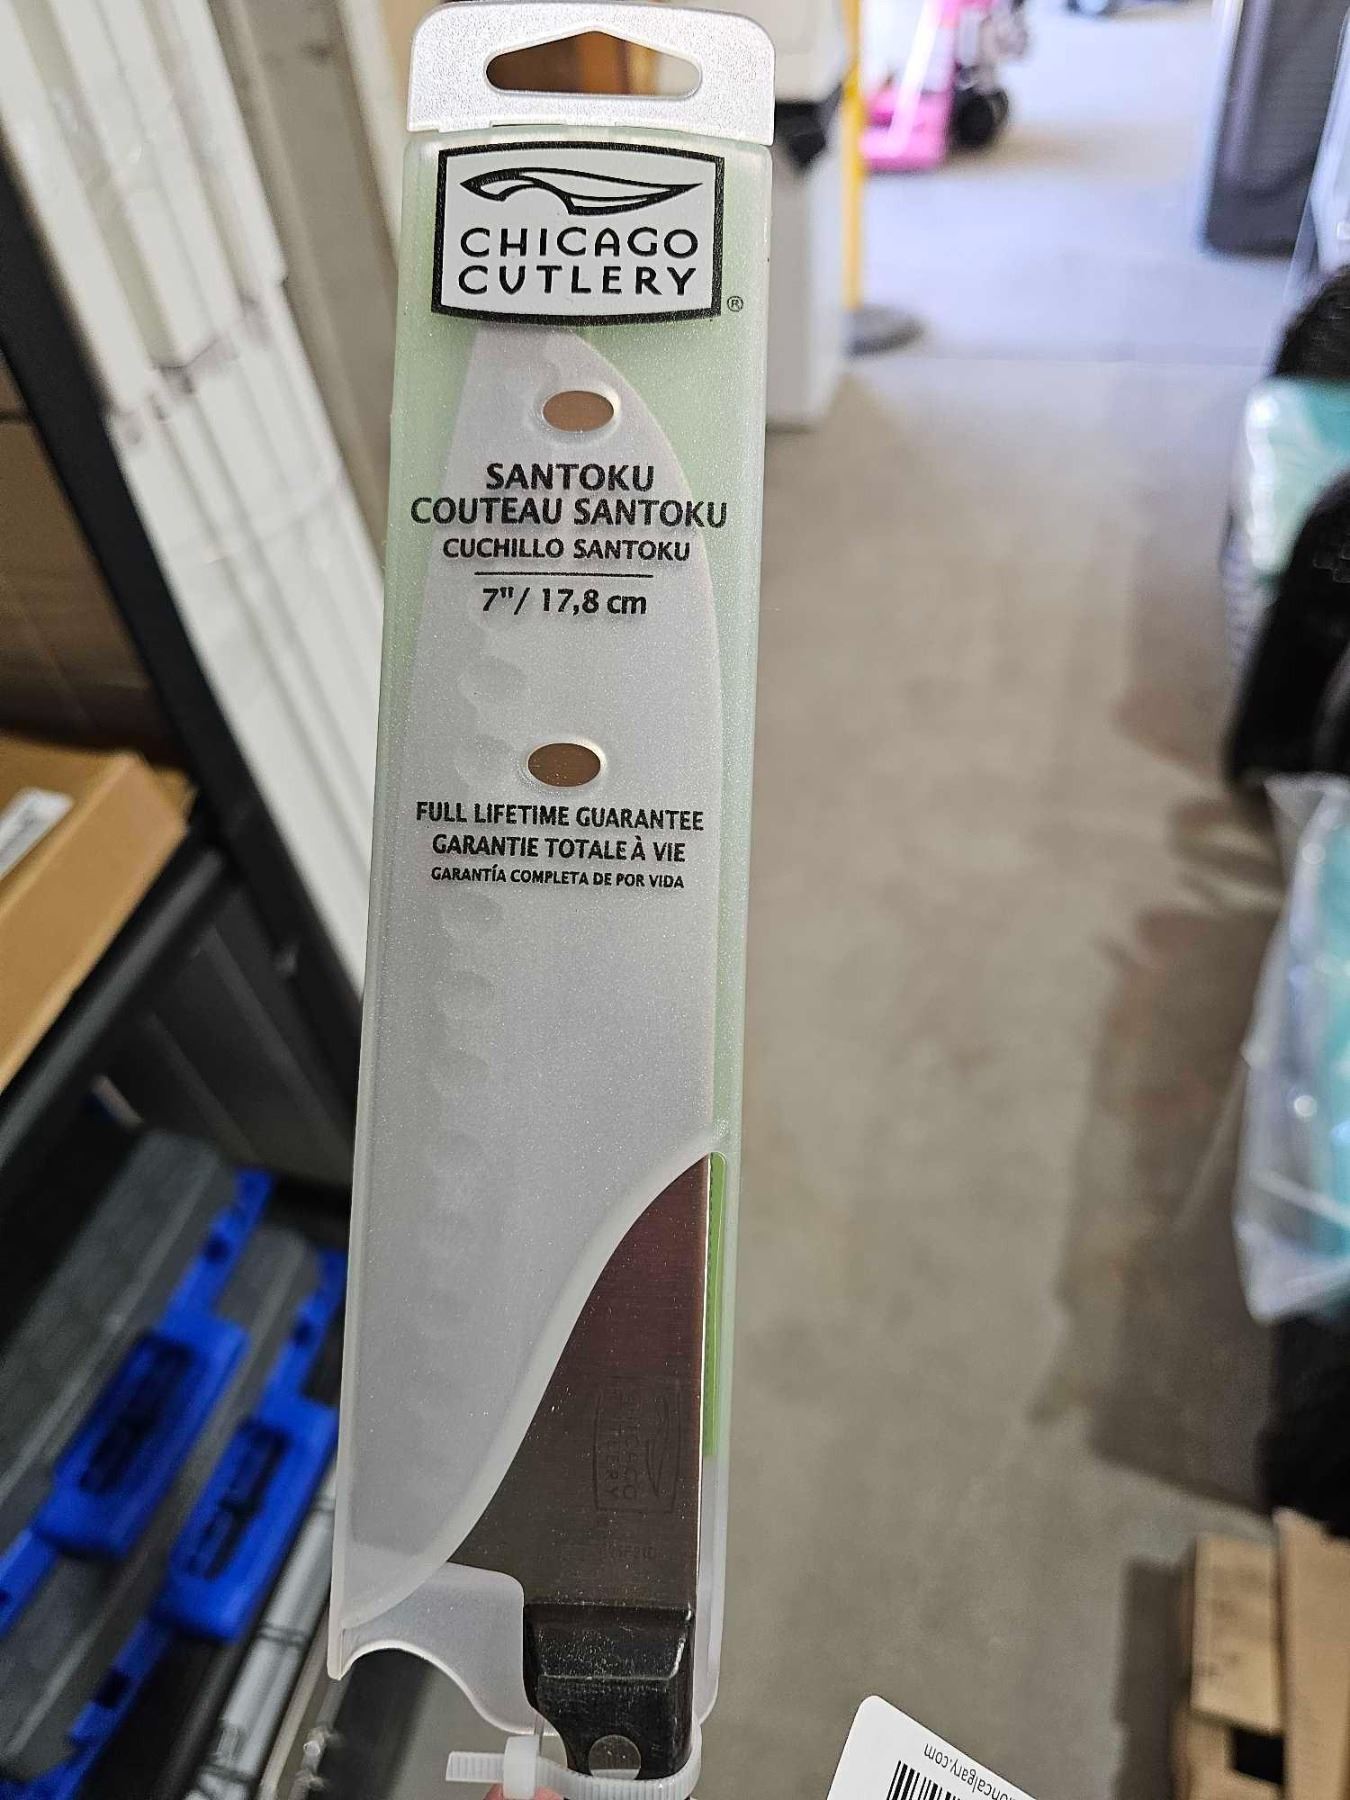 CHICAGO
CUTLERY
®
SANTOKU
COUTEAU SANTOKU
CUCHILLO SANTOKU
7"/ 17,8 cm
FULL LIFETIME GUARANTEE
GARANTIE TOTALE À VIE
GARANTÍA COMPLETA DE POR VIDA
CHICAGO